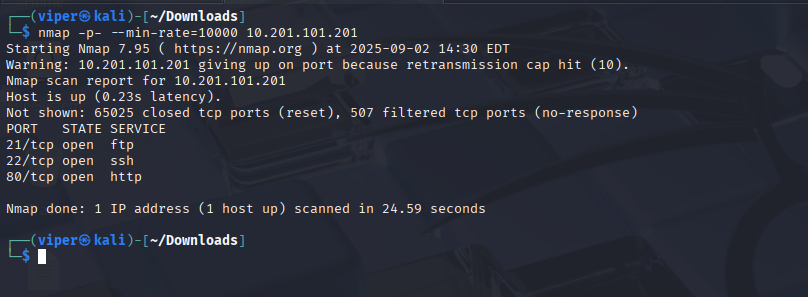 ┌──(viper㉿kali)-[~/Downloads]
└─$ nmap -p- --min-rate=10000 10.201.101.201
Starting Nmap 7.95 ( https://nmap.org ) at 2025-09-02 14:30 EDT
Warning: 10.201.101.201 giving up on port because retransmission cap hit (10).
Nmap scan report for 10.201.101.201
Host is up (0.23s latency).
Not shown: 65025 closed tcp ports (reset), 507 filtered tcp ports (no-response)
PORT   STATE SERVICE
21/tcp open  ftp
22/tcp open  ssh
80/tcp open  http
Nmap done: 1 IP address (1 host up) scanned in 24.59 seconds
┌──(viper㉿kali)-[~/Downloads]
└─$